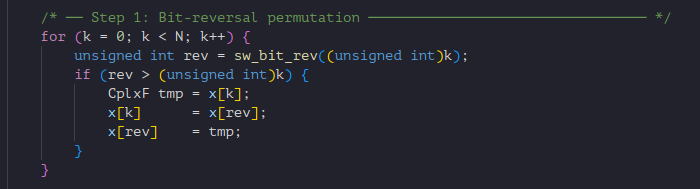 /* —— Step 1: Bit-reversal permutation ———————————————————————————— */
for (k = 0; k < N; k++) {
    unsigned int rev = sw_bit_rev((unsigned int)k);
    if (rev > (unsigned int)k) {
        CplxF tmp = x[k];
        x[k]      = x[rev];
        x[rev]    = tmp;
    }
}